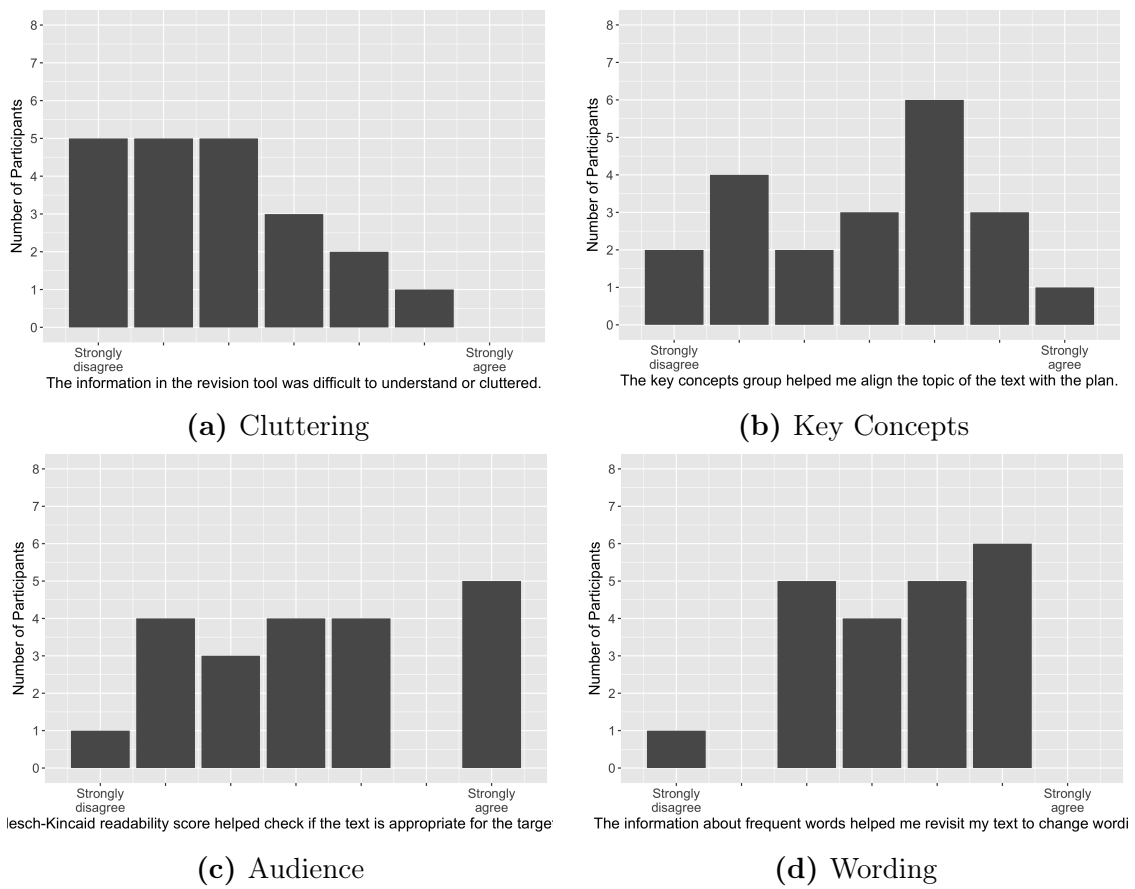 8
7
6
5
4
3
2
1
0
Number of Participants
Strongly disagree
Strongly agree
The information in the revision tool was difficult to understand or cluttered.
(a) Cluttering
8
7
6
5
4
3
2
1
0
Number of Participants
Strongly disagree
Strongly agree
The key concepts group helped me align the topic of the text with the plan.
(b) Key Concepts
8
7
6
5
4
3
2
1
0
Number of Participants
Strongly disagree
Strongly agree
lesch-Kincaid readability score helped check if the text is appropriate for the target
(c) Audience
8
7
6
5
4
3
2
1
0
Number of Participants
Strongly disagree
Strongly agree
The information about frequent words helped me revisit my text to change wordi
(d) Wording